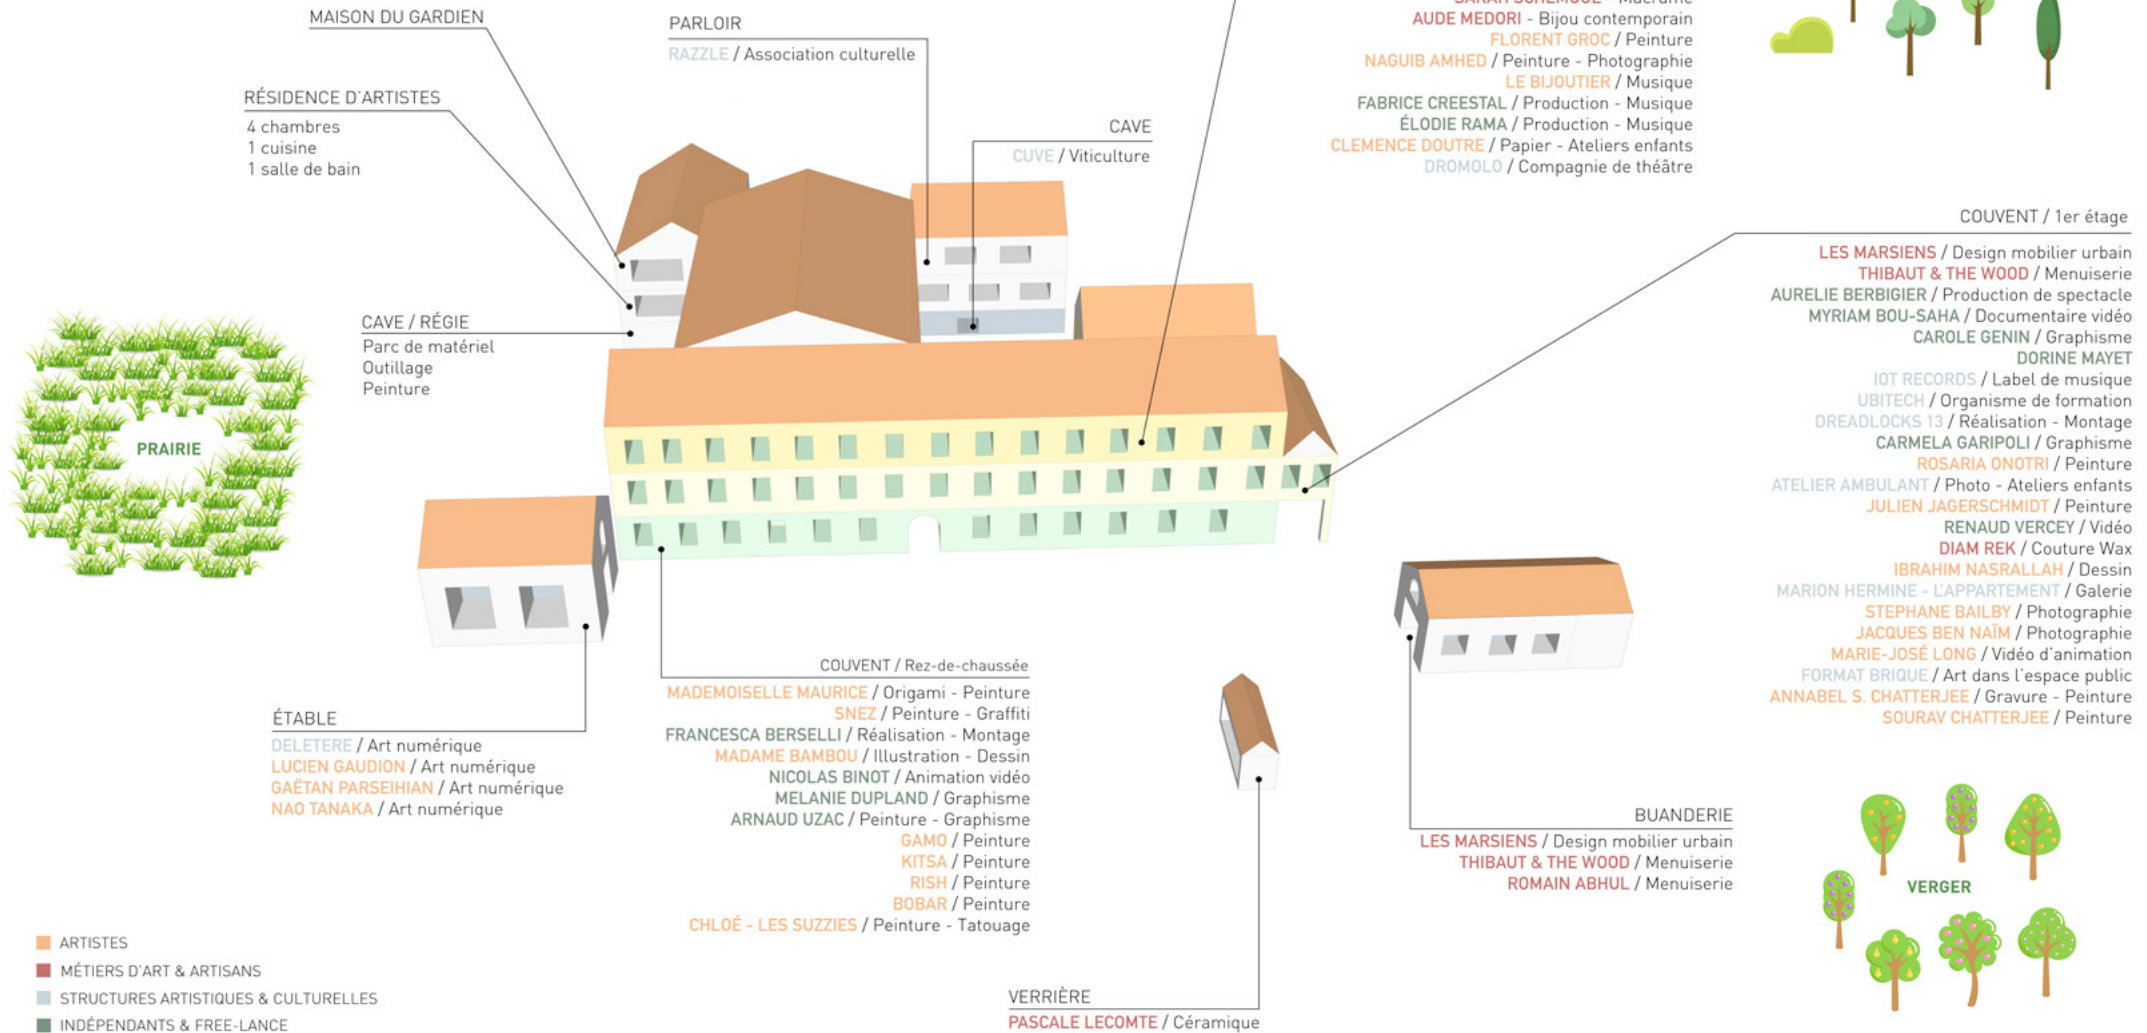 MAISON DU GARDIEN
RÉSIDENCE D'ARTISTES
4 chambres
1 cuisine
1 salle de bain
PARLOIR
RAZZLE / Association culturelle
CAVE
CUVE / Viticulture
CAVE / RÉGIE
Parc de matériel
Outillage
Peinture
SARAH SCHEMOUL - Macramé
AUDE MEDORI - Bijou contemporain
FLORENT GROC / Peinture
NAGUIB AMHED / Peinture - Photographie
LE BIJOUTIER / Musique
FABRICE CREESTAL / Production - Musique
ÉLODIE RAMA / Production - Musique
CLEMENCE DOUTRE / Papier - Ateliers enfants
DROMOLO / Compagnie de théâtre
COUVENT / 1er étage
LES MARSIENS / Design mobilier urbain
THIBAUT & THE WOOD / Menuiserie
AURELIE BERBIGIER / Production de spectacle
MYRIAM BOU-SAHA / Documentaire vidéo
CAROLE GENIN / Graphisme
DORINE MAYET
IOT RECORDS / Label de musique
UBITECH / Organisme de formation
DREADLOCKS 13 / Réalisation - Montage
CARMELA GARIPOLI / Graphisme
ROSARIA ONOTRI / Peinture
ATELIER AMBULANT / Photo - Ateliers enfants
JULIEN JAGERSCHMIDT / Peinture
RENAUD VERCEY / Vidéo
DIAM REK / Couture Wax
IBRAHIM NASRALLAH / Dessin
MARION HERMINE - L'APPARTEMENT / Galerie
STEPHANE BAILBY / Photographie
JACQUES BEN NAÏM / Photographie
MARIE-JOSÉ LONG / Vidéo d'animation
FORMAT BRIQUE / Art dans l'espace public
ANNABEL S. CHATTERJEE / Gravure - Peinture
SOURAV CHATTERJEE / Peinture
PRAIRIE
ÉTABLE
DELETERE / Art numérique
LUCIEN GAUDION / Art numérique
GAËTAN PARSEIHIAN / Art numérique
NAO TANAKA / Art numérique
COUVENT / Rez-de-chaussée
MADEMOISELLE MAURICE / Origami - Peinture
SNEZ / Peinture - Graffiti
FRANCESCA BERSELLI / Réalisation - Montage
MADAME BAMBOU / Illustration - Dessin
NICOLAS BINOT / Animation vidéo
MELANIE DUPLAND / Graphisme
ARNAUD UZAC / Peinture - Graphisme
GAMO / Peinture
KITSA / Peinture
RISH / Peinture
BOBAR / Peinture
CHLOÉ - LES SUZZIES / Peinture - Tatouage
BUANDERIE
LES MARSIENS / Design mobilier urbain
THIBAUT & THE WOOD / Menuiserie
ROMAIN ABHUL / Menuiserie
VERGER
VERRIÈRE
PASCALE LECOMTE / Céramique
ARTISTES
MÉTIERS D'ART & ARTISANS
STRUCTURES ARTISTIQUES & CULTURELLES
INDÉPENDANTS & FREE-LANCE